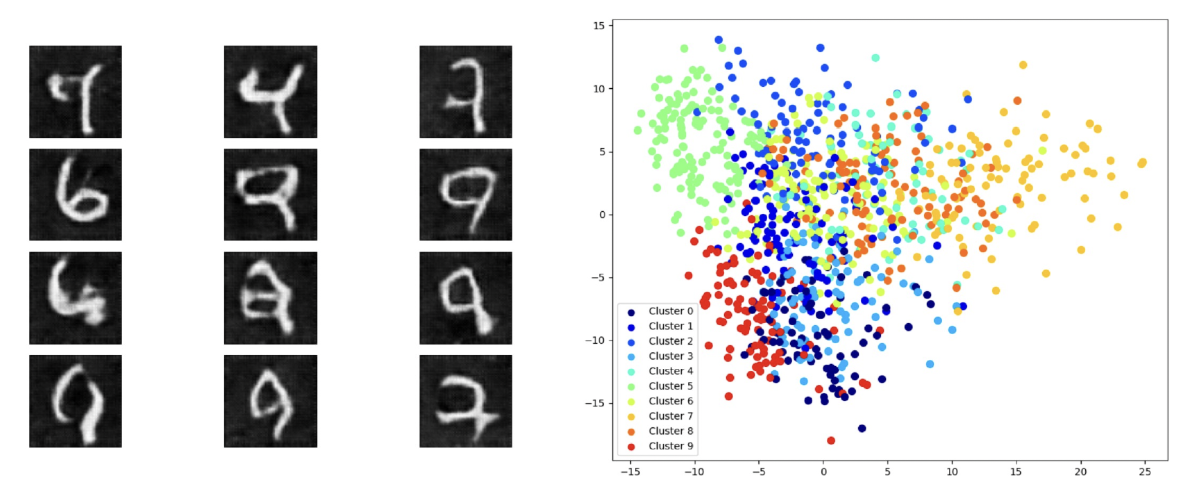 15
10
5
0
−5
−10
−15
Cluster 0
Cluster 1
Cluster 2
Cluster 3
Cluster 4
Cluster 5
Cluster 6
Cluster 7
Cluster 8
Cluster 9
−15 −10 −5 0 5 10 15 20 25